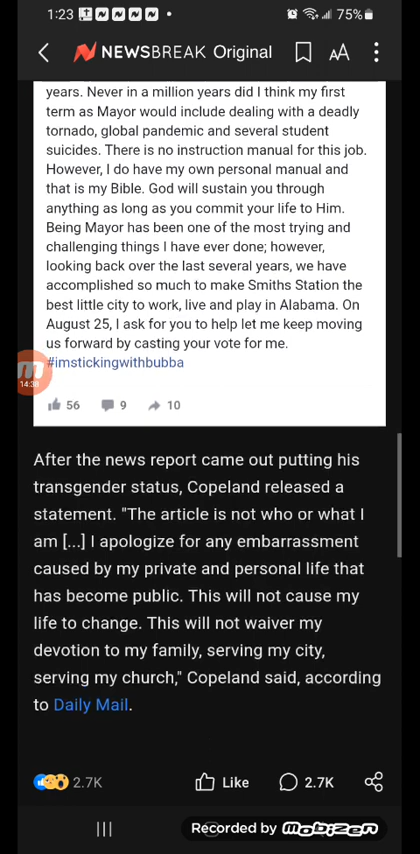 1:23 75%
NEWSBREAK Original AA
years. Never in a million years did I think my first
term as Mayor would include dealing with a deadly
tornado, global pandemic and several student
suicides. There is no instruction manual for this job.
However, I do have my own personal manual and
that is my Bible. God will sustain you through
anything as long as you commit your life to Him.
Being Mayor has been one of the most trying and
challenging things I have ever done; however,
looking back over the last several years, we have
accomplished so much to make Smiths Station the
best little city to work, live and play in Alabama. On
August 25, I ask for you to help let me keep moving
us forward by casting your vote for me.
#imstickingwithbubba
14:38
56 9 10
After the news report came out putting his
transgender status, Copeland released a
statement. "The article is not who or what I
am [...] I apologize for any embarrassment
caused by my private and personal life that
has become public. This will not cause my
life to change. This will not waiver my
devotion to my family, serving my city,
serving my church," Copeland said, according
to Daily Mail.
2.7K Like 2.7K
Recorded by mobizen